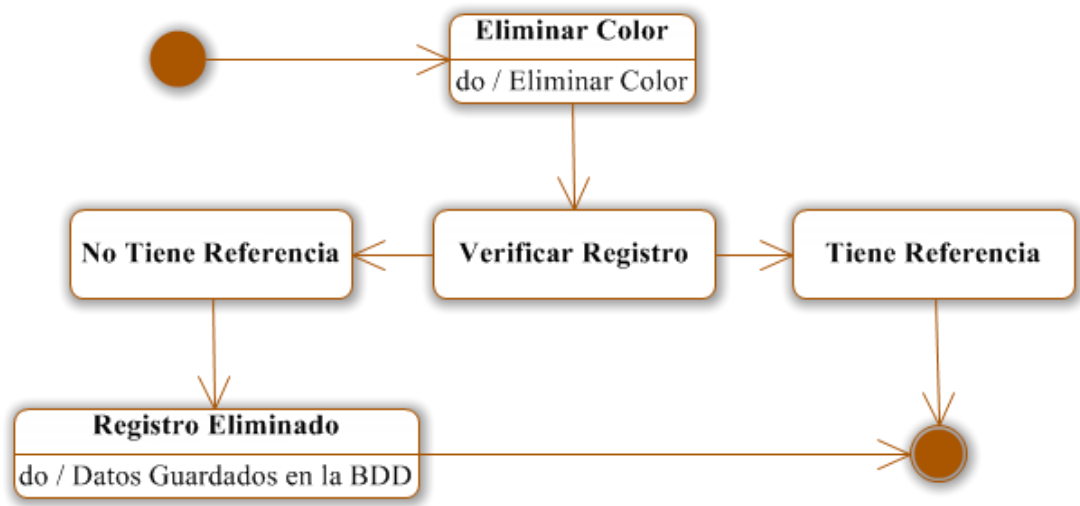 Eliminar Color
do / Eliminar Color
No Tiene Referencia
Verificar Registro
Tiene Referencia
Registro Eliminado
do / Datos Guardados en la BDD